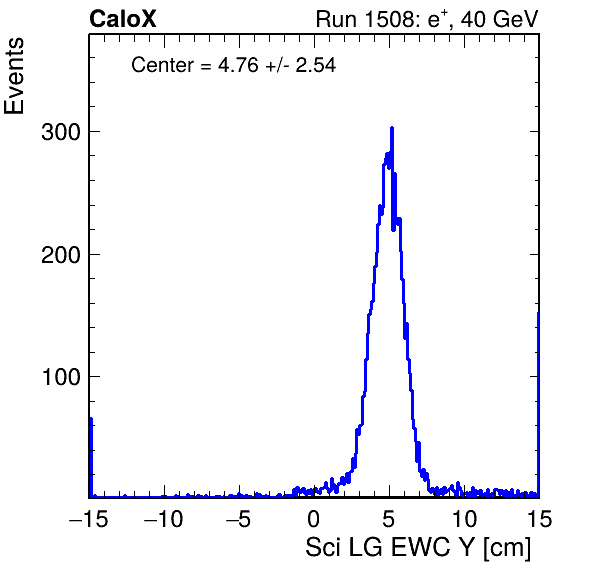 CaloX Run 1508: e⁺, 40 GeV
Center = 4.76 +/- 2.54
Events
300
200
100
−15 −10 −5 0 5 10 15
Sci LG EWC Y [cm]